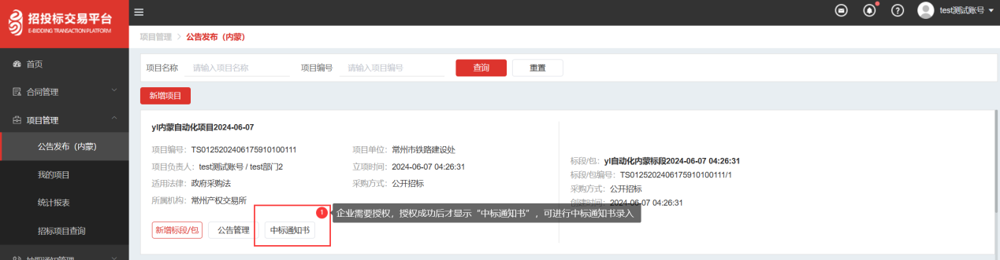 招投标交易平台
E-BIDDING TRANSACTION PLATFORM
test测试账号
项目管理 > 公告发布（内蒙）
首页
合同管理
项目管理
公告发布（内蒙）
我的项目
统计报表
招标项目查询
项目名称 请输入项目名称 项目编号 请输入项目编号 查询 重置
新增项目
yl内蒙自动化项目2024-06-07
项目编号：TS0125202406175910100111 项目单位：常州市铁路建设处
项目负责人：test测试账号 / test部门2 立项时间：2024-06-07 04:26:31
适用法律：政府采购法 采购方式：公开招标
所属机构：常州产权交易所
标段/包：yl自动化内蒙标段2024-06-07 04:26:31
标段/包编号：TS0125202406175910100111/1
采购方式：公开招标
创建时间：2024-06-07 04:26:31
1 企业需要授权，授权成功后才显示“中标通知书”，可进行中标通知书录入
新增标段/包 公告管理 中标通知书